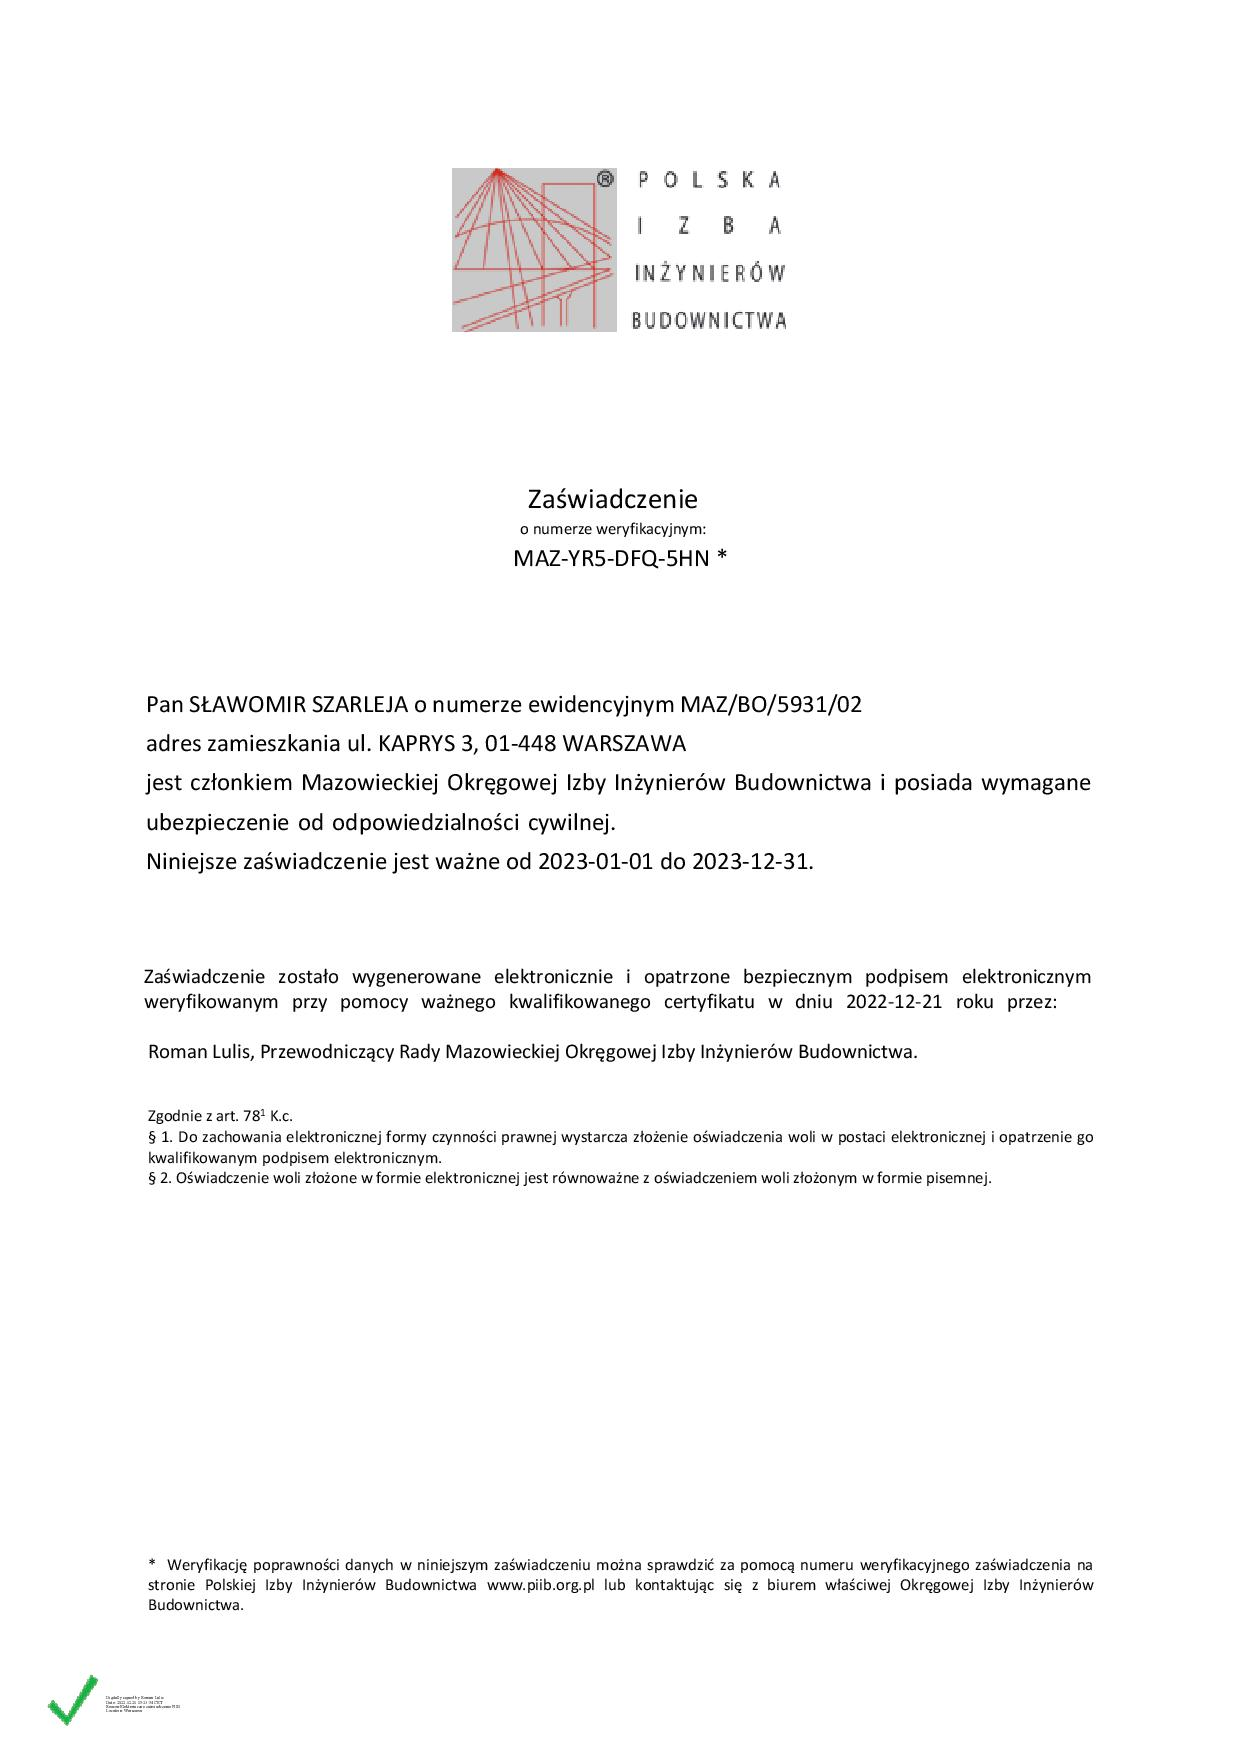 ®
POLSKA
IZBA
INŻYNIERÓW
BUDOWNICTWA
Zaświadczenie
o numerze weryfikacyjnym:
MAZ-YR5-DFQ-5HN *
Pan SŁAWOMIR SZARLEJA o numerze ewidencyjnym MAZ/BO/5931/02
adres zamieszkania ul. KAPRYS 3, 01-448 WARSZAWA
jest członkiem Mazowieckiej Okręgowej Izby Inżynierów Budownictwa i posiada wymagane
ubezpieczenie od odpowiedzialności cywilnej.
Niniejsze zaświadczenie jest ważne od 2023-01-01 do 2023-12-31.
Zaświadczenie zostało wygenerowane elektronicznie i opatrzone bezpiecznym podpisem elektronicznym
weryfikowanym przy pomocy ważnego kwalifikowanego certyfikatu w dniu 2022-12-21 roku przez:
Roman Lulis, Przewodniczący Rady Mazowieckiej Okręgowej Izby Inżynierów Budownictwa.
Zgodnie z art. 78¹ K.c.
§ 1. Do zachowania elektronicznej formy czynności prawnej wystarcza złożenie oświadczenia woli w postaci elektronicznej i opatrzenie go
kwalifikowanym podpisem elektronicznym.
§ 2. Oświadczenie woli złożone w formie elektronicznej jest równoważne z oświadczeniem woli złożonym w formie pisemnej.
* Weryfikację poprawności danych w niniejszym zaświadczeniu można sprawdzić za pomocą numeru weryfikacyjnego zaświadczenia na
stronie Polskiej Izby Inżynierów Budownictwa www.piib.org.pl lub kontaktując się z biurem właściwej Okręgowej Izby Inżynierów
Budownictwa.